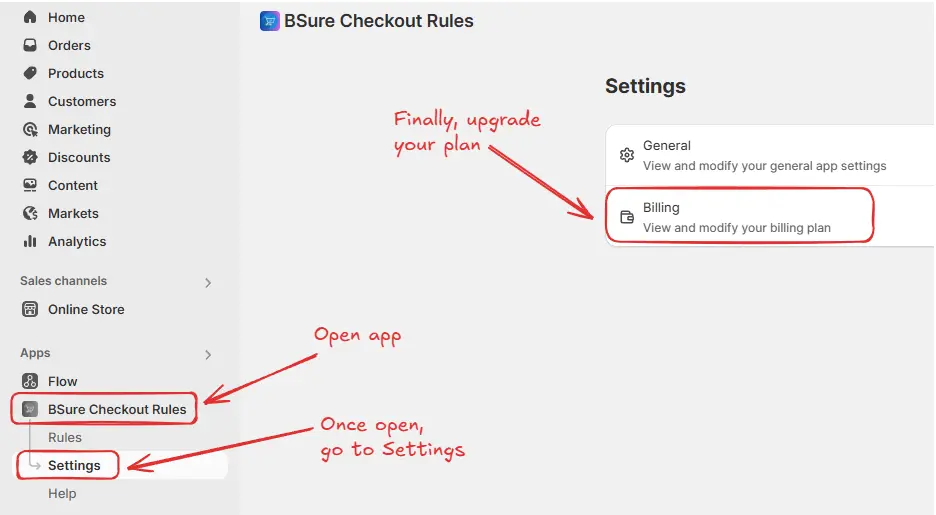 Home
Orders
Products
Customers
Marketing
Discounts
Content
Markets
Analytics
Sales channels
Online Store
Apps
Flow
BSure Checkout Rules
Rules
Settings
Help
BSure Checkout Rules
Settings
General
View and modify your general app settings
Billing
View and modify your billing plan
Finally, upgrade
your plan
Open app
Once open,
go to Settings